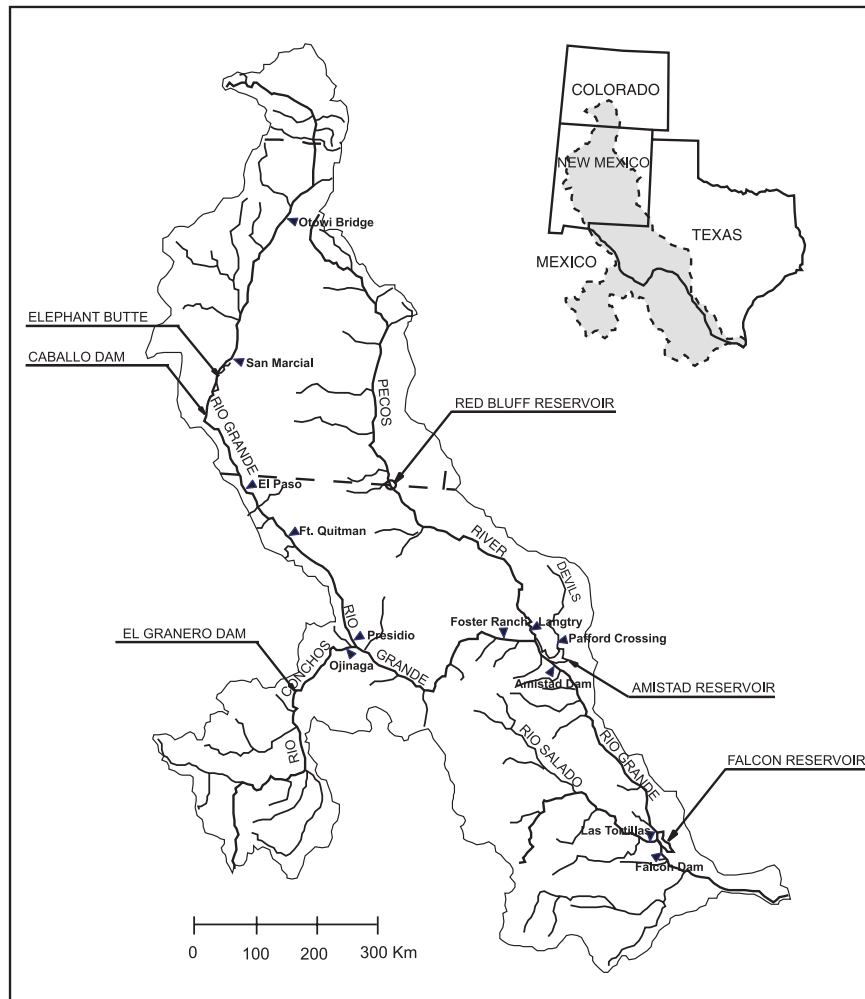 COLORADO
NEW MEXICO
TEXAS
MEXICO
Otowi Bridge
ELEPHANT BUTTE
CABALLO DAM
San Marcial
RIO GRANDE
PECOS
RED BLUFF RESERVOIR
El Paso
Ft. Quitman
RIVER
DEVILS
RIO
Foster Ranch
Langtry
Pafford Crossing
EL GRANERO DAM
Presidio
CONCHOS
Ojinaga
GRANDE
Amistad Dam
AMISTAD RESERVOIR
RIO
RIO SALADO
RIO GRANDE
FALCON RESERVOIR
Las Tortillas
Falcon Dam
0 100 200 300 Km